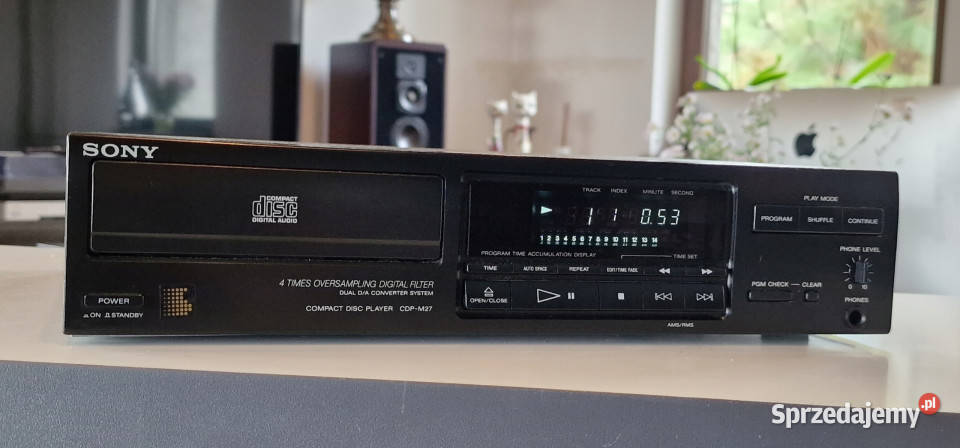 SONY
COMPACT
disc
DIGITAL AUDIO
4 TIMES OVERSAMPLING DIGITAL FILTER
DUAL D/A CONVERTER SYSTEM
COMPACT DISC PLAYER CDP-M27
POWER
ON STANDBY
TRACK INDEX MINUTE SECOND
1 1 0.53
1 2 3 4 5 6 7 8 9 10 11 12 13 14
PROGRAM TIME ACCUMULATION DISPLAY
TIME SET
TIME AUTO SPACE REPEAT EDIT/TIME FADE
OPEN/CLOSE
AMS/RMS
PLAY MODE
PROGRAM SHUFFLE CONTINUE
PHONE LEVEL
0 10
PGM CHECK CLEAR
PHONES
Sprzedajemy.pl